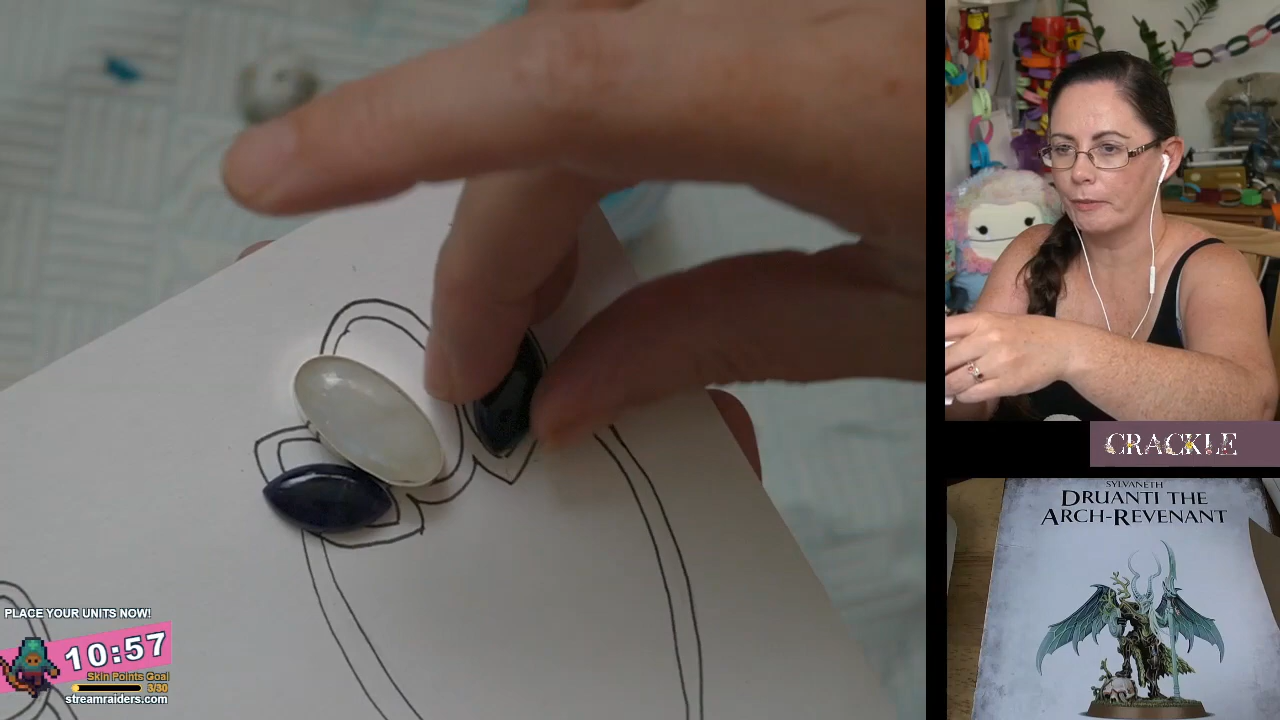 PLACE YOUR UNITS NOW!
10:57
Skin Points Goal
3/30
streamraiders.com
CRACKLE
SYLVANETH
DRUANTI THE
ARCH-REVENANT